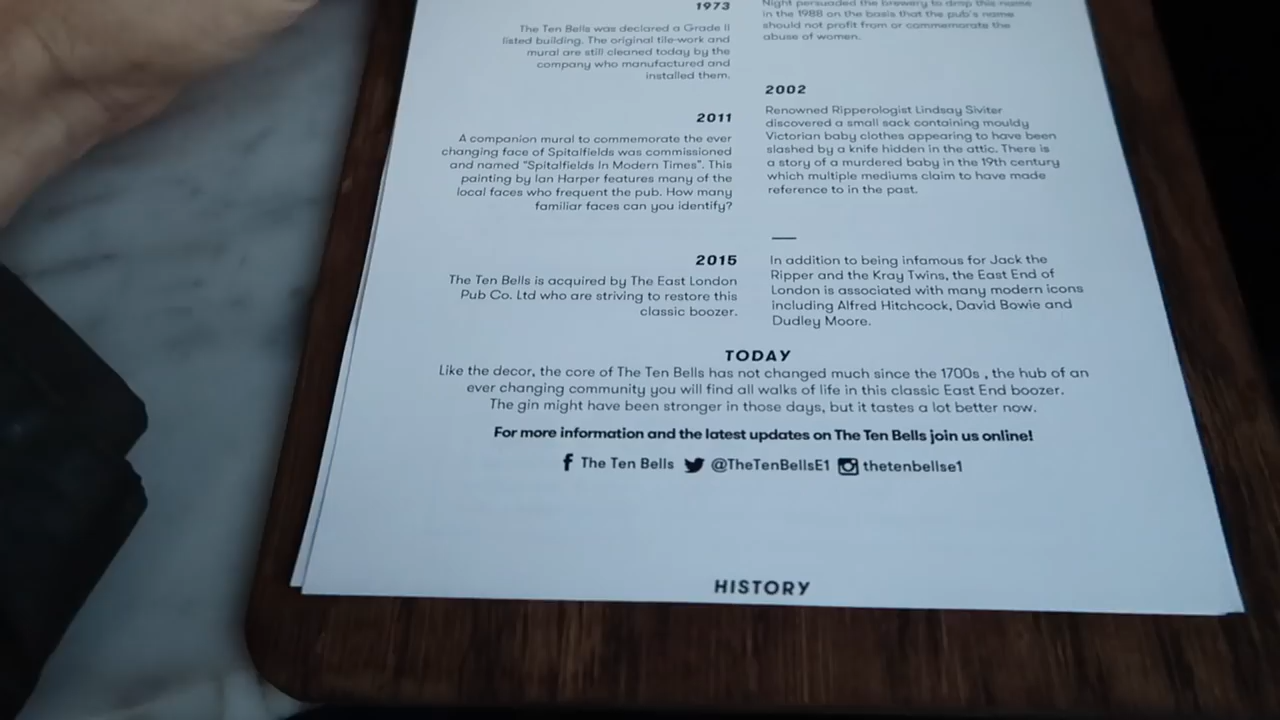 1973
The Ten Bells was declared a Grade II
listed building. The original tile-work and
mural are still cleaned today by the
company who manufactured and
installed them.
2011
A companion mural to commemorate the ever
changing face of Spitalfields was commissioned
and named "Spitalfields In Modern Times". This
painting by Ian Harper features many of the
local faces who frequent the pub. How many
familiar faces can you identify?
2015
The Ten Bells is acquired by The East London
Pub Co. Ltd who are striving to restore this
classic boozer.
Night persuaded the brewery to drop this name
in the 1988 on the basis that the pub's name
should not profit from or commemorate the
abuse of women.
2002
Renowned Ripperologist Lindsay Siviter
discovered a small sack containing mouldy
Victorian baby clothes appearing to have been
slashed by a knife hidden in the attic. There is
a story of a murdered baby in the 19th century
which multiple mediums claim to have made
reference to in the past.
In addition to being infamous for Jack the
Ripper and the Kray Twins, the East End of
London is associated with many modern icons
including Alfred Hitchcock, David Bowie and
Dudley Moore.
TODAY
Like the decor, the core of The Ten Bells has not changed much since the 1700s , the hub of an
ever changing community you will find all walks of life in this classic East End boozer.
The gin might have been stronger in those days, but it tastes a lot better now.
For more information and the latest updates on The Ten Bells join us online!
The Ten Bells @TheTenBellsE1 thetenbellse1
HISTORY